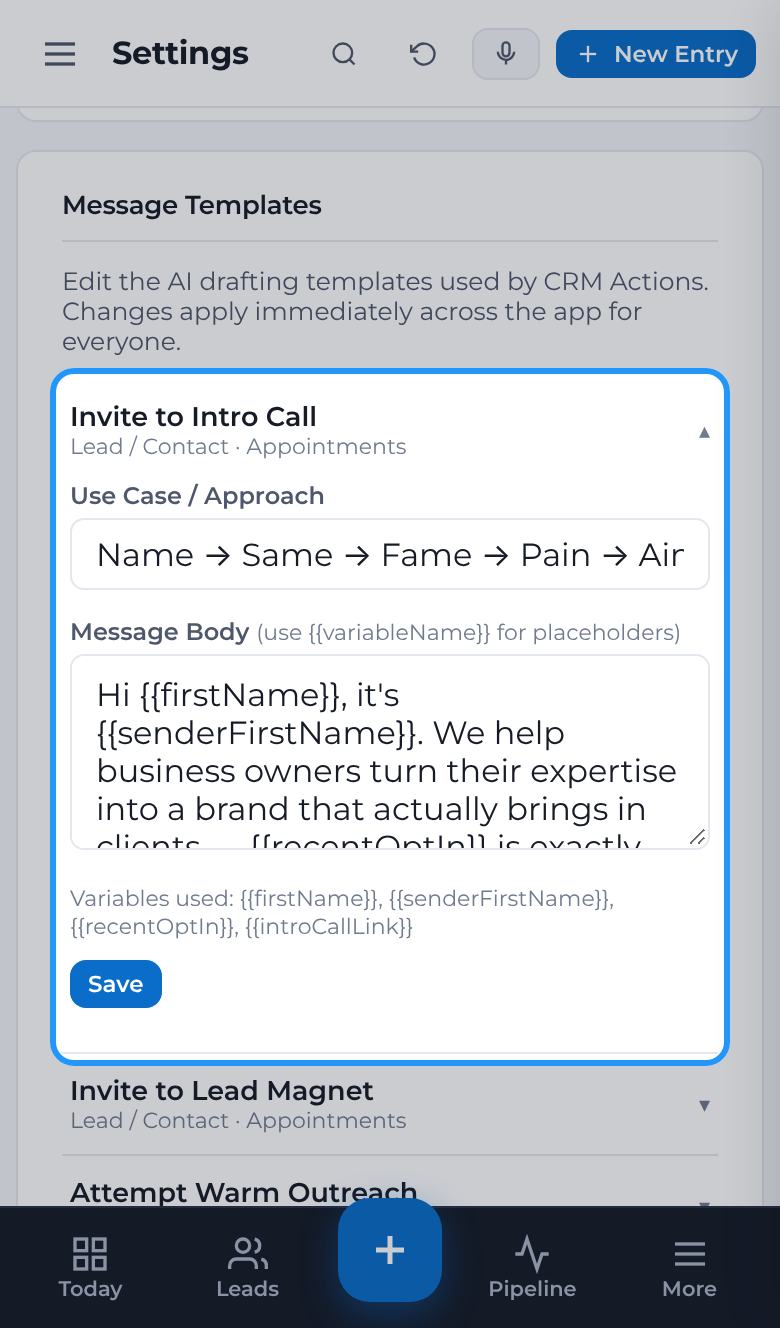 Settings
+ New Entry
Message Templates
Edit the AI drafting templates used by CRM Actions.
Changes apply immediately across the app for
everyone.
Invite to Intro Call
Lead / Contact · Appointments
▲
Use Case / Approach
Name → Same → Fame → Pain →
Message Body (use {{variableName}} for placeholders)
Hi {{firstName}}, it's
{{senderFirstName}}. We help
business owners turn their expertise
into a brand that actually brings in
clients — {{recentOptIn}} is exactly
Variables used: {{firstName}}, {{senderFirstName}},
{{recentOptIn}}, {{introCallLink}}
Save
Invite to Lead Magnet
Lead / Contact · Appointments
▼
Attempt Warm Outreach
Today
Leads
+
Pipeline
More